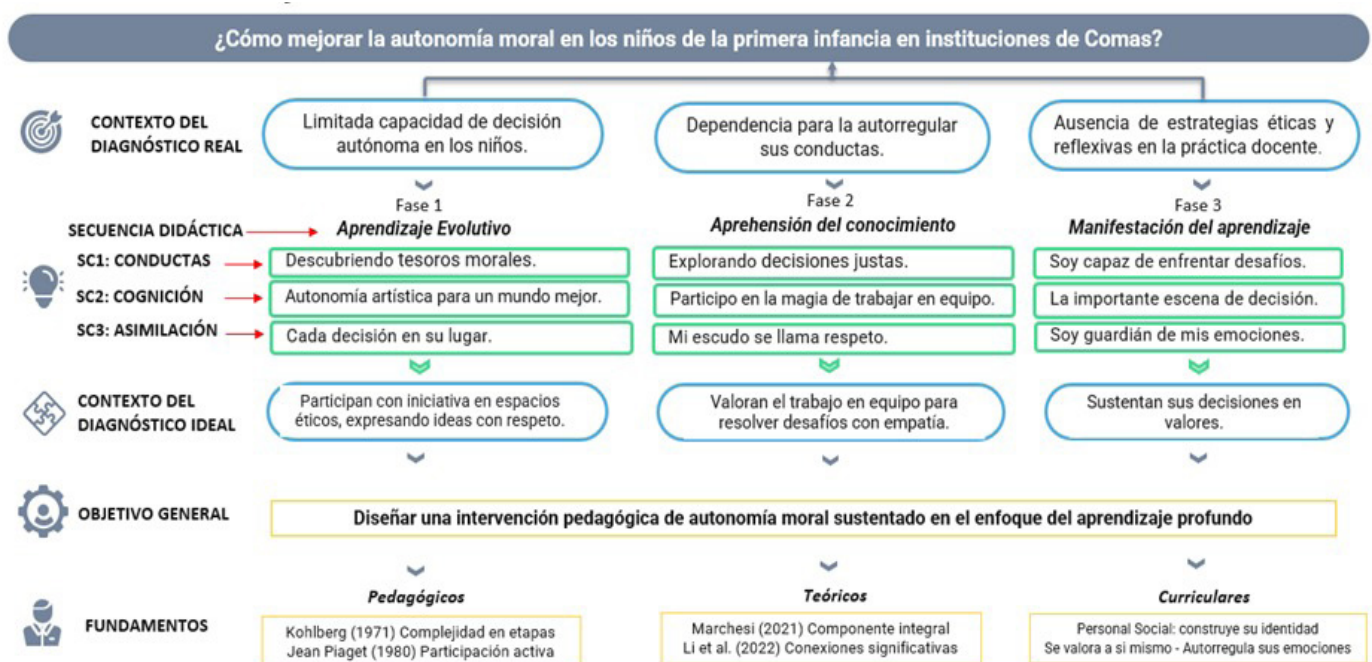 ¿Cómo mejorar la autonomía moral en los niños de la primera infancia en instituciones de Comas?
CONTEXTO DEL
DIAGNÓSTICO REAL
Limitada capacidad de decisión
autónoma en los niños.
Dependencia para la autorregular
sus conductas.
Ausencia de estrategias éticas y
reflexivas en la práctica docente.
SECUENCIA DIDÁCTICA
Fase 1
Aprendizaje Evolutivo
Fase 2
Aprehensión del conocimiento
Fase 3
Manifestación del aprendizaje
SC1: CONDUCTAS
Descubriendo tesoros morales.
Explorando decisiones justas.
Soy capaz de enfrentar desafíos.
SC2: COGNICIÓN
Autonomía artística para un mundo mejor.
Participo en la magia de trabajar en equipo.
La importante escena de decisión.
SC3: ASIMILACIÓN
Cada decisión en su lugar.
Mi escudo se llama respeto.
Soy guardián de mis emociones.
CONTEXTO DEL
DIAGNÓSTICO IDEAL
Participan con iniciativa en espacios
éticos, expresando ideas con respeto.
Valoran el trabajo en equipo para
resolver desafíos con empatía.
Sustentan sus decisiones en
valores.
OBJETIVO GENERAL
Diseñar una intervención pedagógica de autonomía moral sustentado en el enfoque del aprendizaje profundo
FUNDAMENTOS
Pedagógicos
Kohlberg (1971) Complejidad en etapas
Jean Piaget (1980) Participación activa
Teóricos
Marchesi (2021) Componente integral
Li et al. (2022) Conexiones significativas
Curriculares
Personal Social: construye su identidad
Se valora a si mismo - Autorregula sus emociones